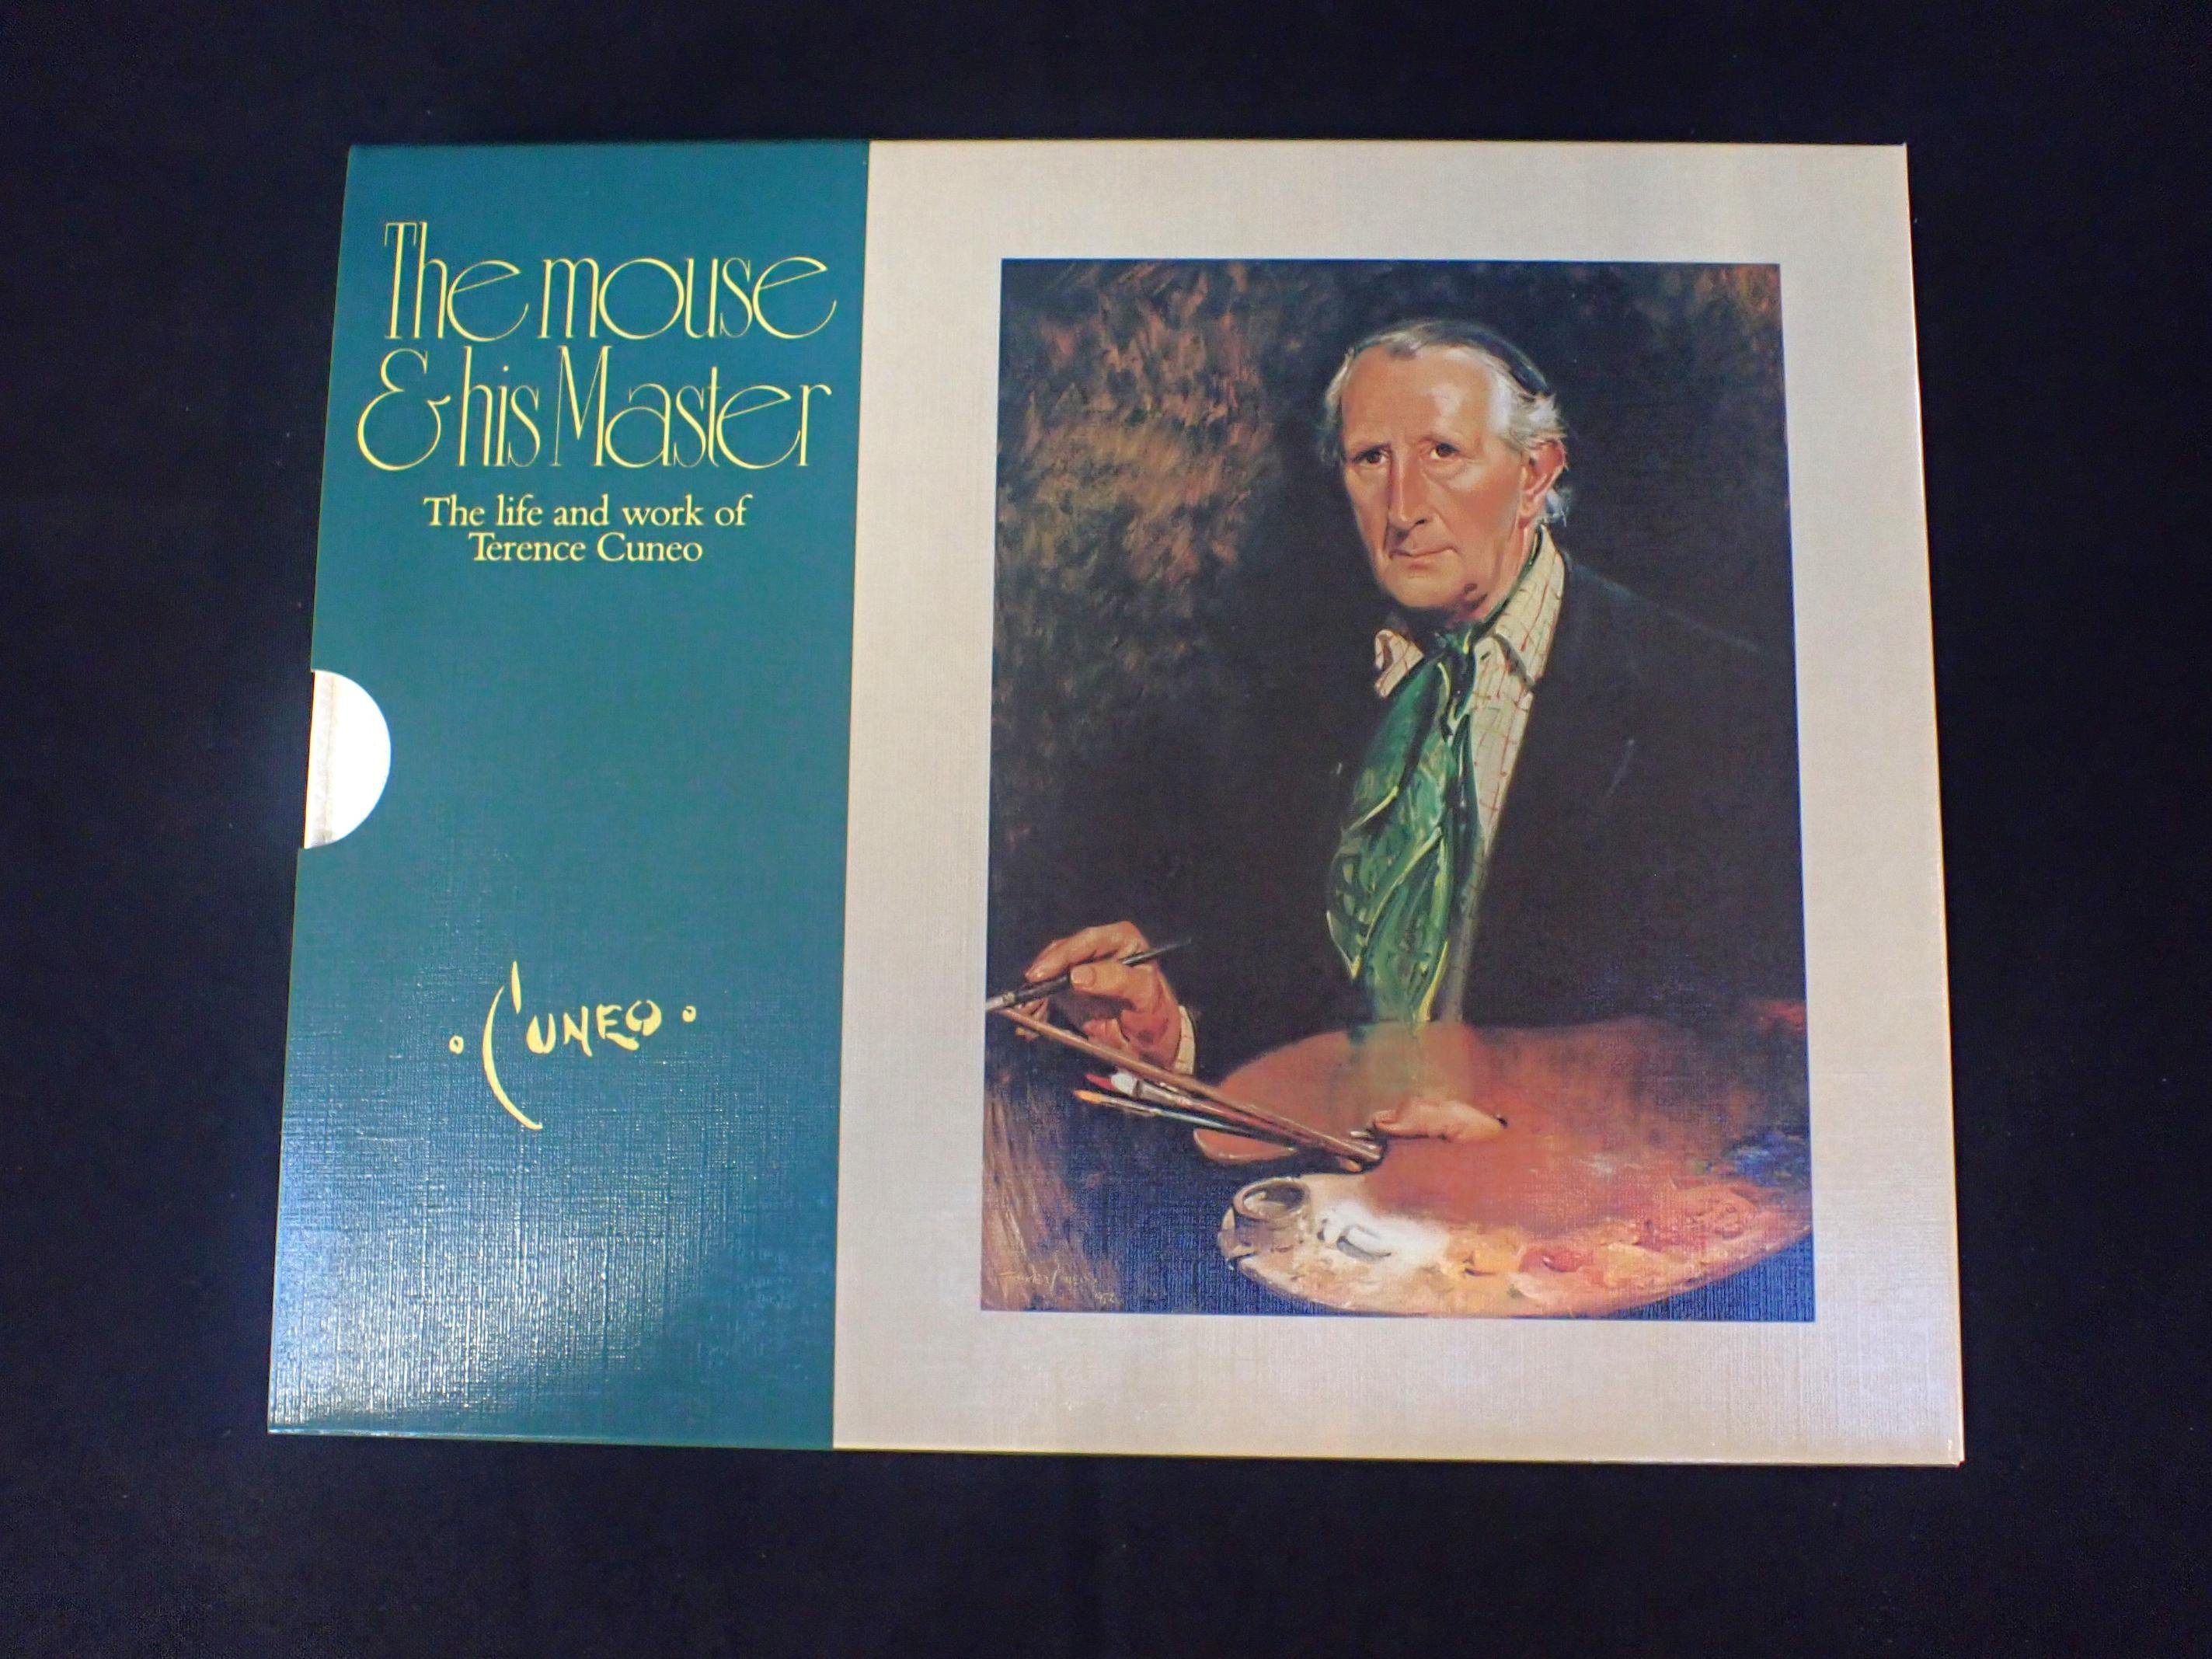 The mouse
& his Master
The life and work of
Terence Cuneo
CUNEO